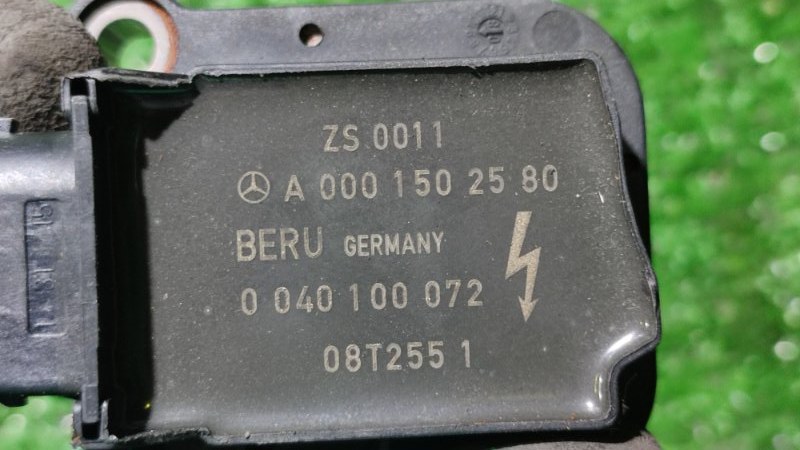 ZS 0011
A 000 150 25 80
BERU GERMANY
0 040 100 072
08T255 1